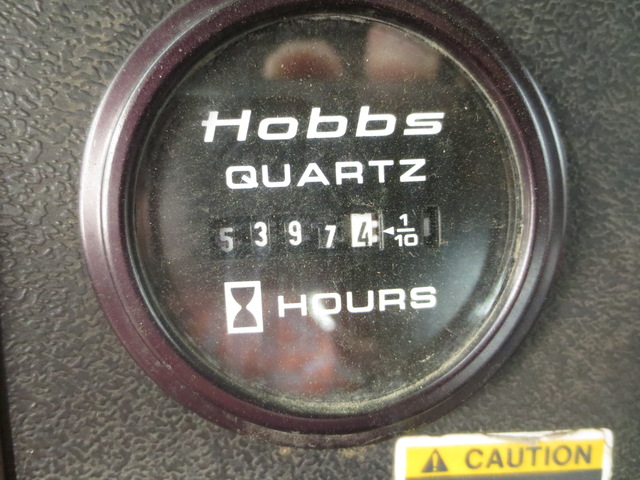 Hobbs
QUARTZ
5 3 9 7 4 ◄ 1/10
HOURS
CAUTION